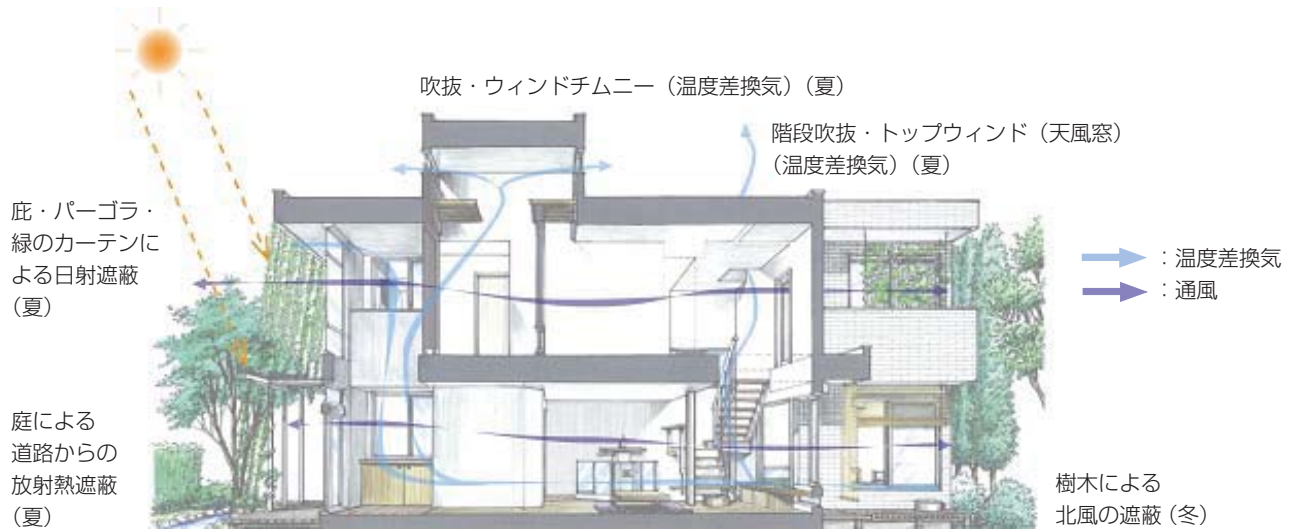 吹抜・ウィンドチムニー（温度差換気）（夏）
階段吹抜・トップウィンド（天風窓）
（温度差換気）（夏）
庇・パーゴラ・
緑のカーテンに
よる日射遮蔽
（夏）
：温度差換気
：通風
庭による
道路からの
放射熱遮蔽
（夏）
樹木による
北風の遮蔽（冬）